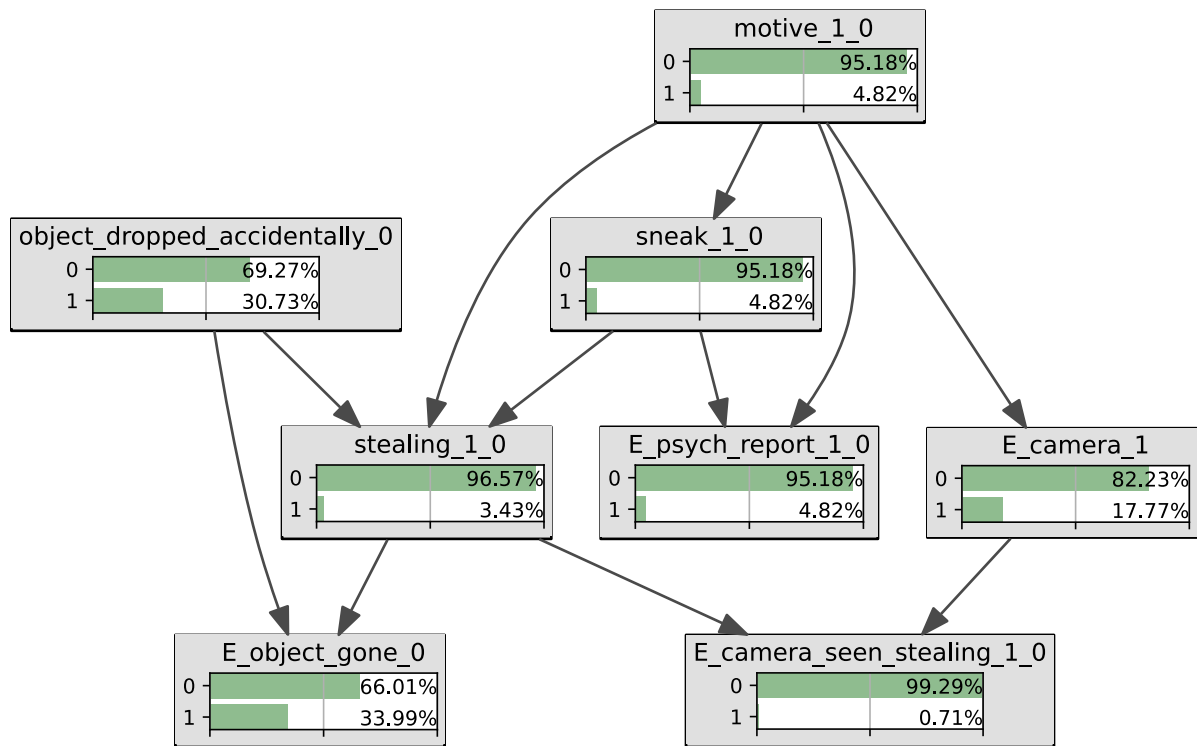 motive_1_0
0 95.18%
1 4.82%
object_dropped_accidentally_0
0 69.27%
1 30.73%
sneak_1_0
0 95.18%
1 4.82%
stealing_1_0
0 96.57%
1 3.43%
E_psych_report_1_0
0 95.18%
1 4.82%
E_camera_1
0 82.23%
1 17.77%
E_object_gone_0
0 66.01%
1 33.99%
E_camera_seen_stealing_1_0
0 99.29%
1 0.71%